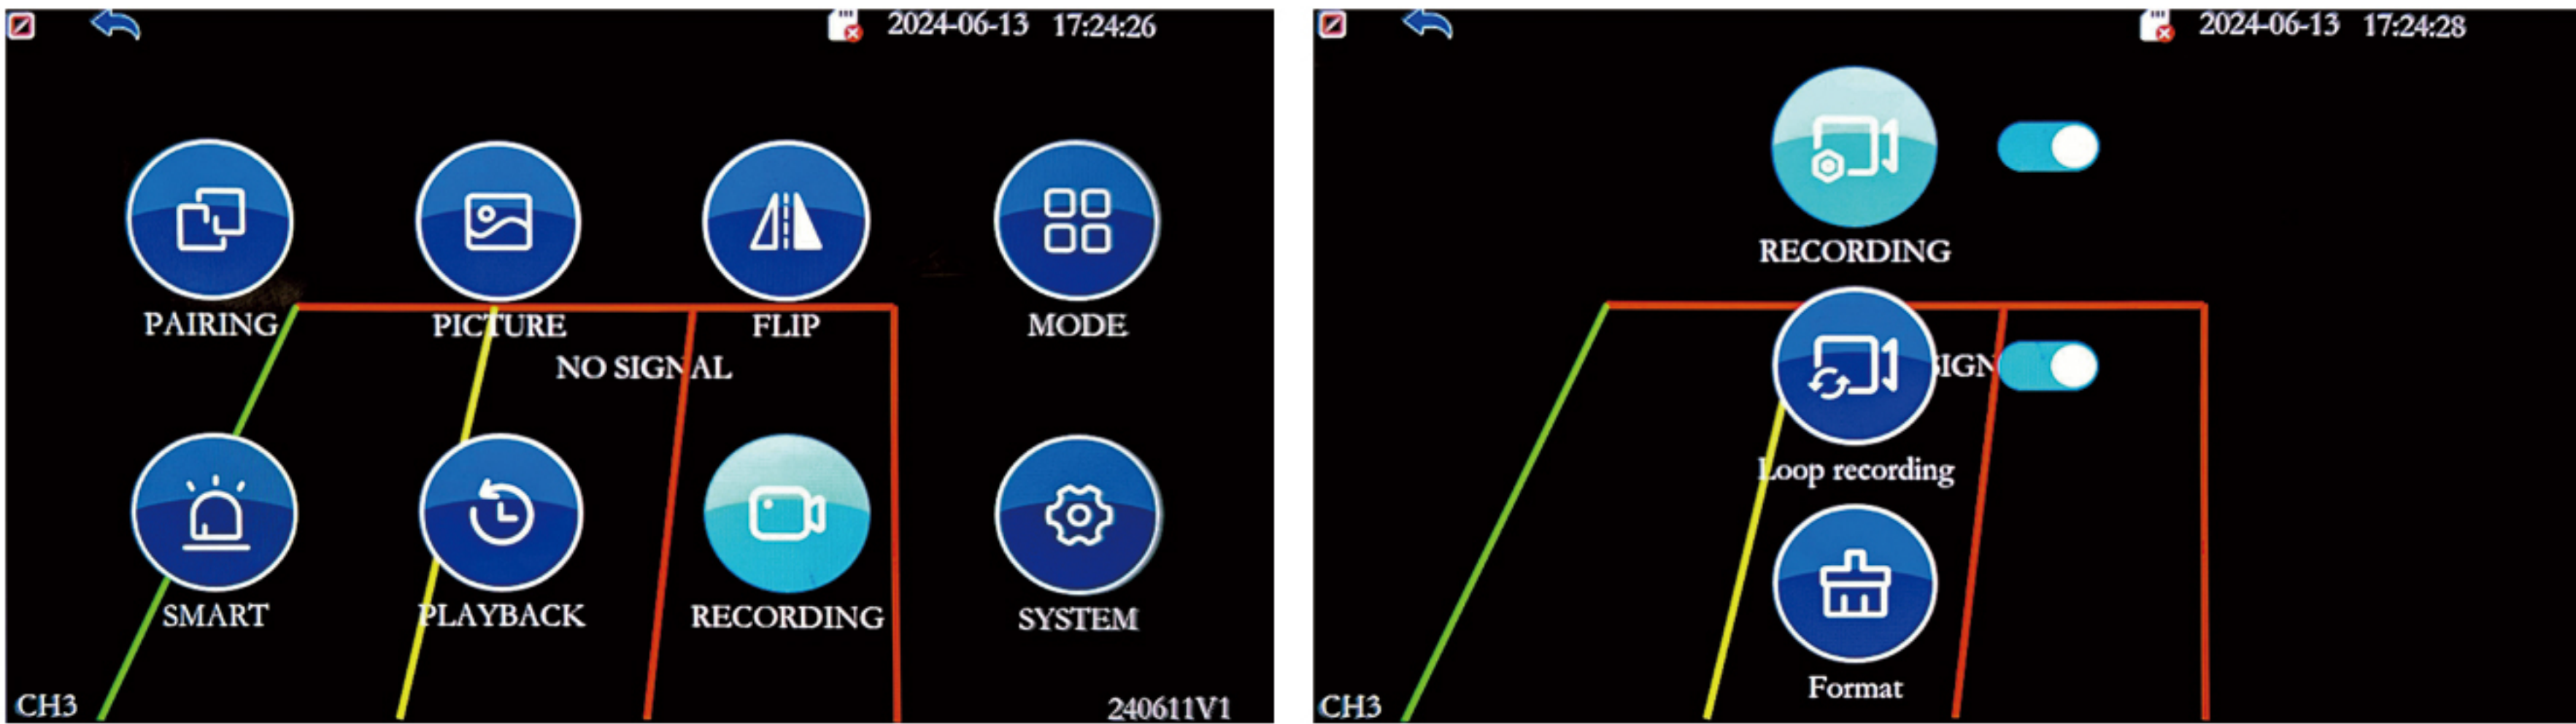 2024-06-13 17:24:26
PAIRING PICTURE FLIP MODE
NO SIGNAL
SMART PLAYBACK RECORDING SYSTEM
CH3 240611V1
2024-06-13 17:24:28
RECORDING
SIGN
Loop recording
Format
CH3